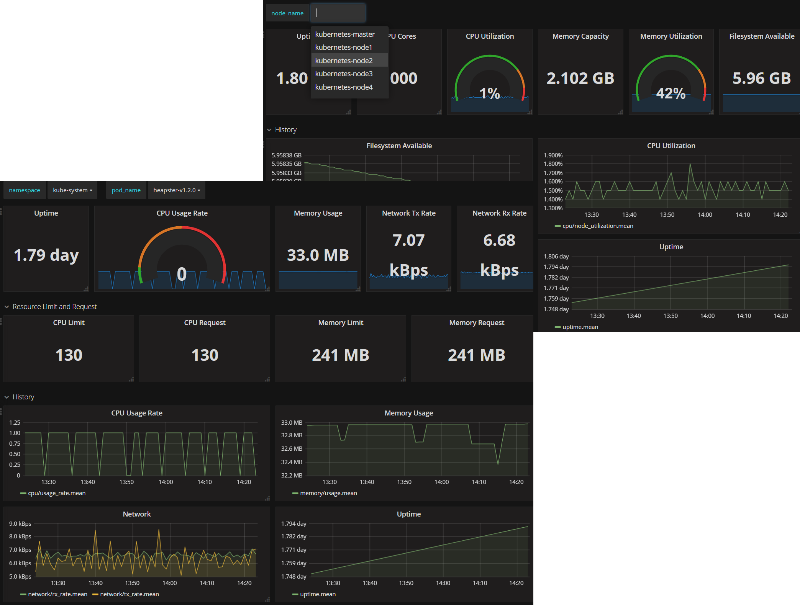 node_name
kubernetes-master
kubernetes-node1
kubernetes-node2
kubernetes-node3
kubernetes-node4
CPU Utilization
1%
Memory Capacity
2.102 GB
Memory Utilization
42%
Filesystem Available
5.96 GB
History
Filesystem Available
5.95838 GB
5.95835 GB
5.95833 GB
CPU Utilization
1.900%
1.800%
1.700%
1.600%
1.500%
1.400%
1.300%
13:30 13:40 13:50 14:00 14:10 14:20
cpu/node_utilization.mean
Uptime
1.806 day
1.794 day
1.782 day
1.771 day
1.759 day
1.748 day
13:30 13:40 13:50 14:00 14:10 14:20
uptime.mean
namespace kube-system pod_name heapster-v1.2.0
Uptime
1.79 day
CPU Usage Rate
0
Memory Usage
33.0 MB
Network Tx Rate
7.07
kBps
Network Rx Rate
6.68
kBps
Resource Limit and Request
CPU Limit
130
CPU Request
130
Memory Limit
241 MB
Memory Request
241 MB
History
CPU Usage Rate
1.25
1.00
0.75
0.50
0.25
0
13:30 13:40 13:50 14:00 14:10 14:20
cpu/usage_rate.mean
Memory Usage
33.0 MB
32.8 MB
32.6 MB
32.4 MB
32.2 MB
13:30 13:40 13:50 14:00 14:10 14:20
memory/usage.mean
Network
9.0 kBps
8.0 kBps
7.0 kBps
6.0 kBps
5.0 kBps
13:30 13:40 13:50 14:00 14:10 14:20
network/rx_rate.mean network/tx_rate.mean
Uptime
1.794 day
1.782 day
1.771 day
1.759 day
1.748 day
13:30 13:40 13:50 14:00 14:10 14:20
uptime.mean